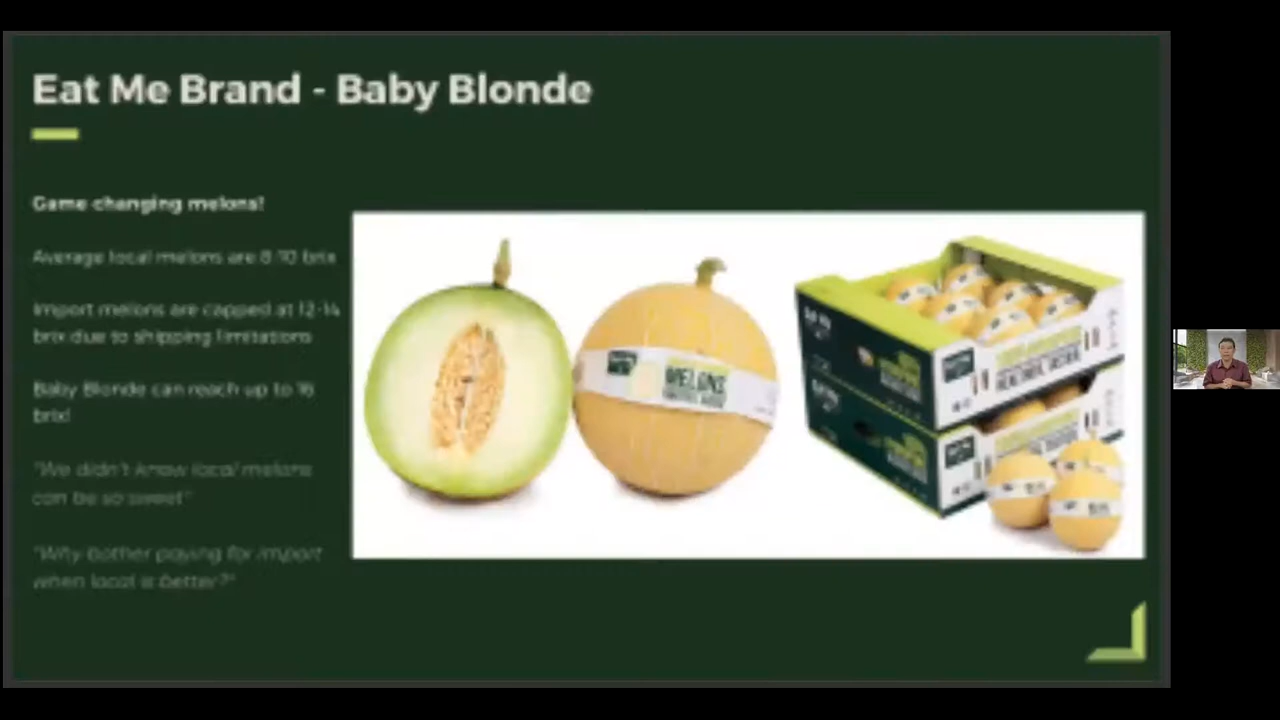 Eat Me Brand - Baby Blonde
Game changing melons!
Average local melons are 8-10 brix
Import melons are capped at 12-14
brix due to shipping limitations
Baby Blonde can reach up to 16
brix!
"We didn't know local melons
can be so sweet"
"Why bother paying for import
when local is better?"
MELONS